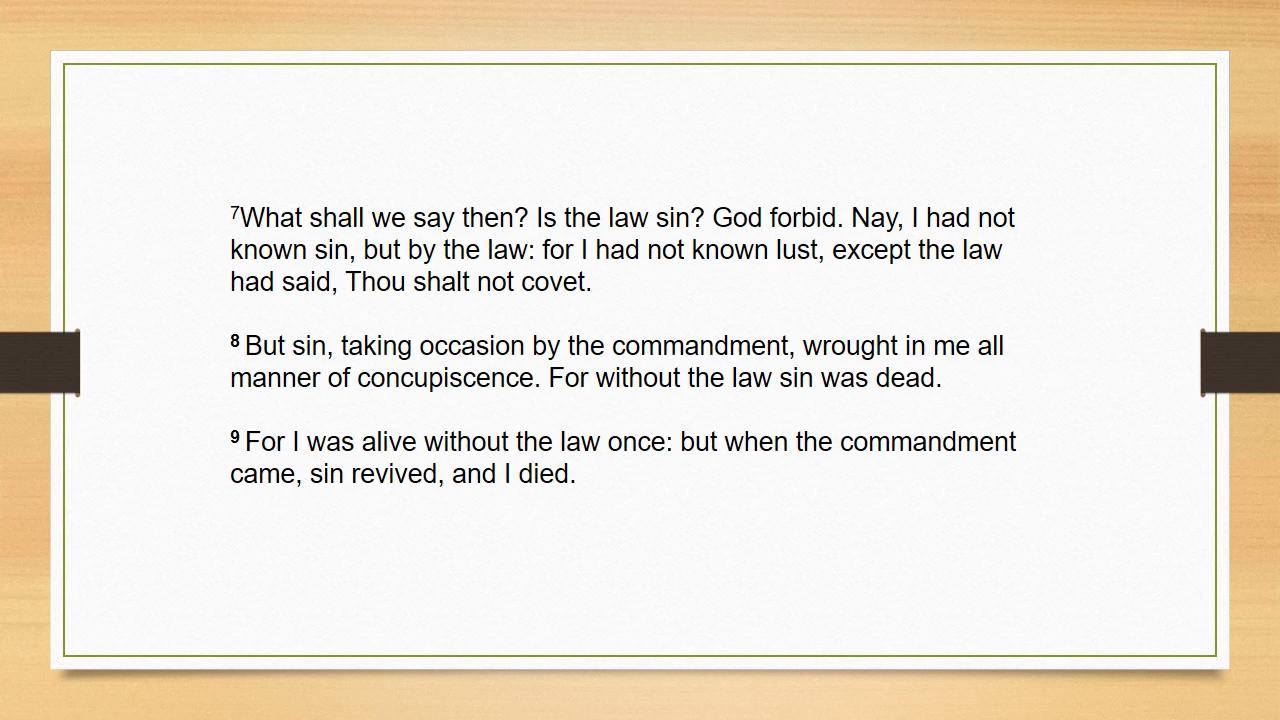 7What shall we say then? Is the law sin? God forbid. Nay, I had not
known sin, but by the law: for I had not known lust, except the law
had said, Thou shalt not covet.
8 But sin, taking occasion by the commandment, wrought in me all
manner of concupiscence. For without the law sin was dead.
9 For I was alive without the law once: but when the commandment
came, sin revived, and I died.